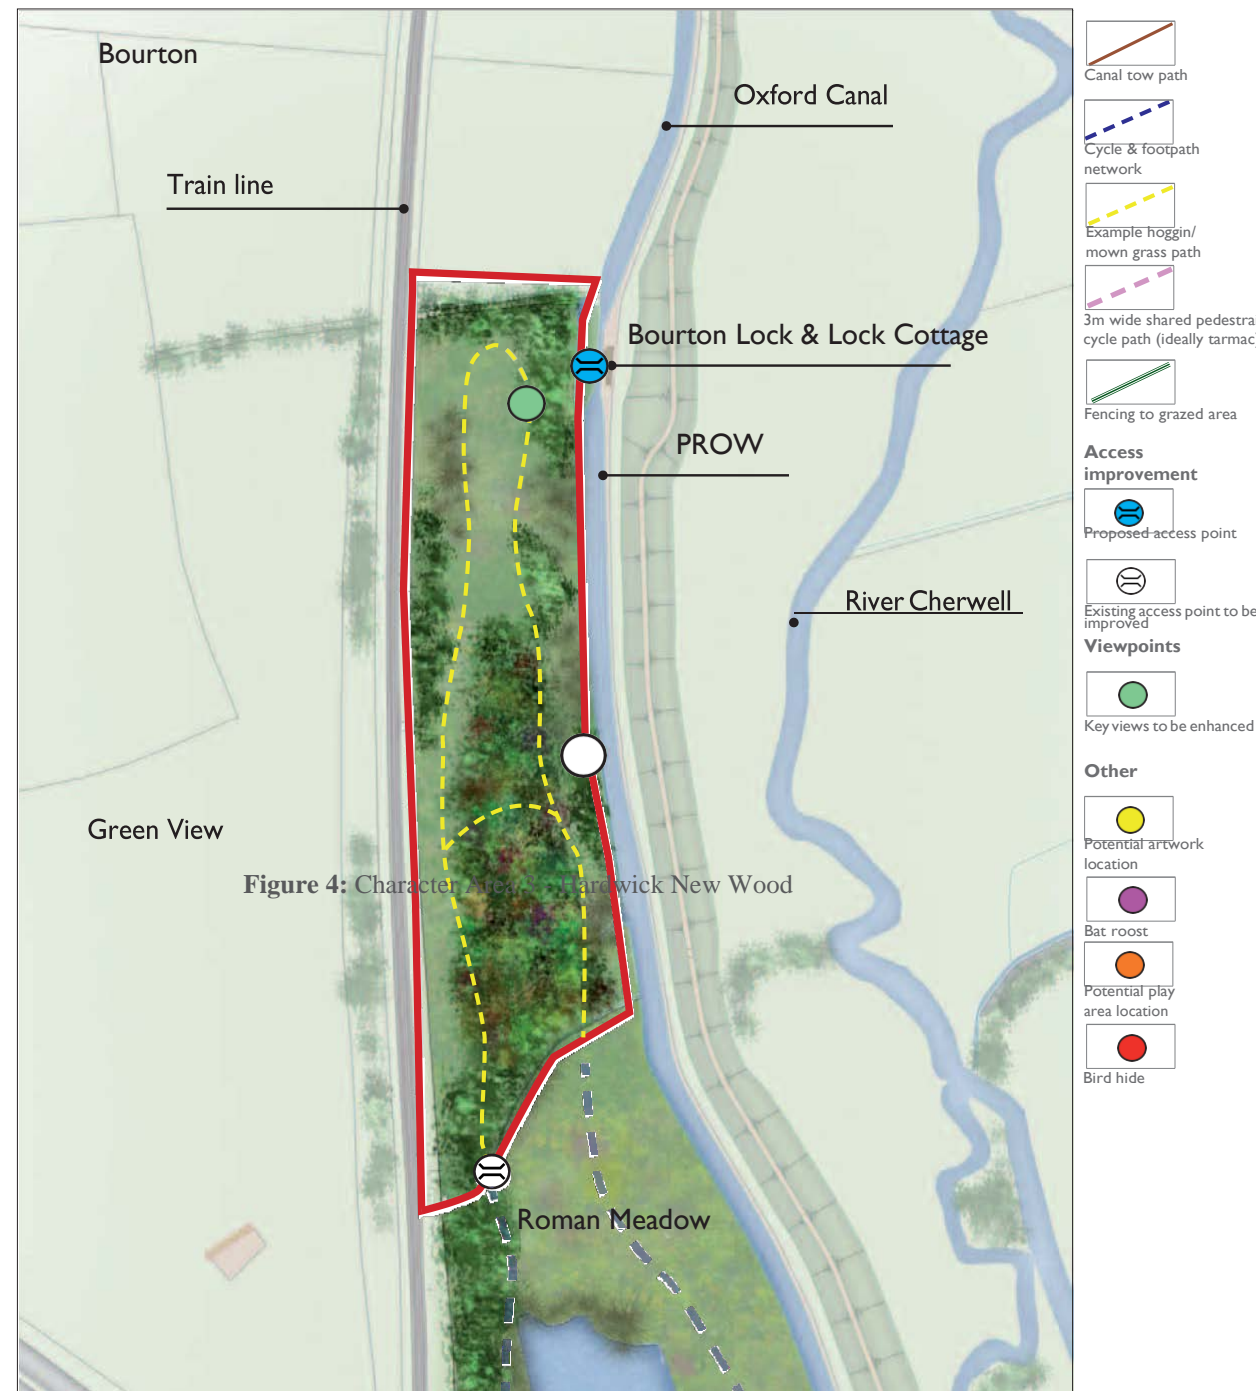 Bourton
Oxford Canal
Train line
Bourton Lock & Lock Cottage
PROW
River Cherwell
Green View
Figure 4: Character Hardwick New Wood
Roman Meadow
Canal tow path
Cycle & footpath
network
Example hoggin/
mown grass path
3m wide shared pedestrai
cycle path (ideally tarmac)
Fencing to grazed area
Access
improvement
Proposed access point
Existing access point to be
improved
Viewpoints
Key views to be enhanced
Other
Potential artwork
location
Bat roost
Potential play
area location
Bird hide